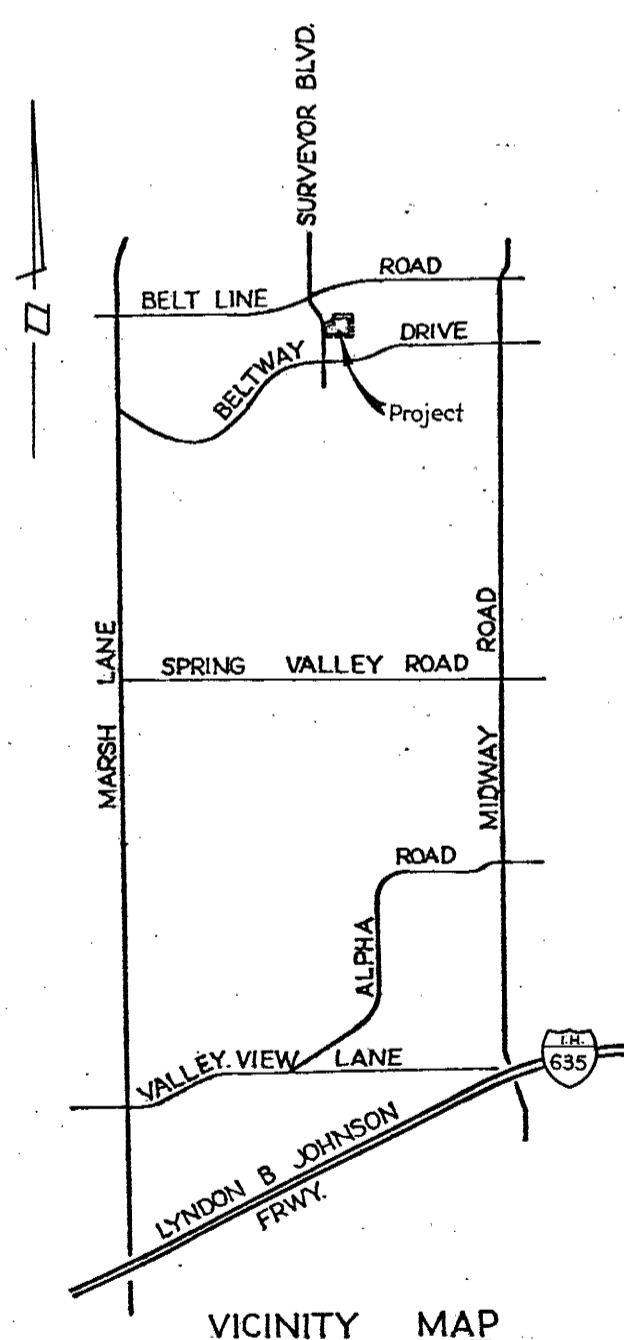 SURVEYOR BLVD.
BELT LINE ROAD
BELTWAY DRIVE
Project
MARSH LANE
SPRING VALLEY ROAD
MIDWAY ROAD
ALPHA ROAD
VALLEY VIEW LANE
I.H.
635
LYNDON B JOHNSON
FRWY.
VICINITY MAP